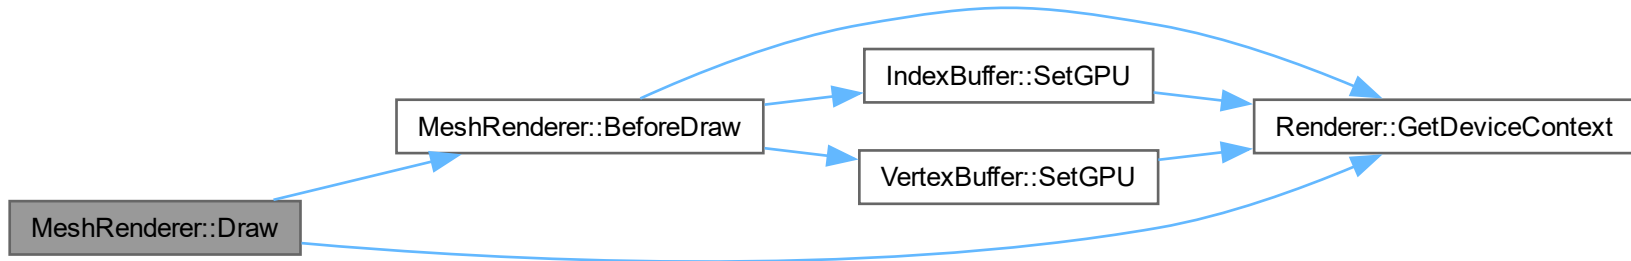 IndexBuffer::SetGPU
MeshRenderer::BeforeDraw
Renderer::GetDeviceContext
VertexBuffer::SetGPU
MeshRenderer::Draw